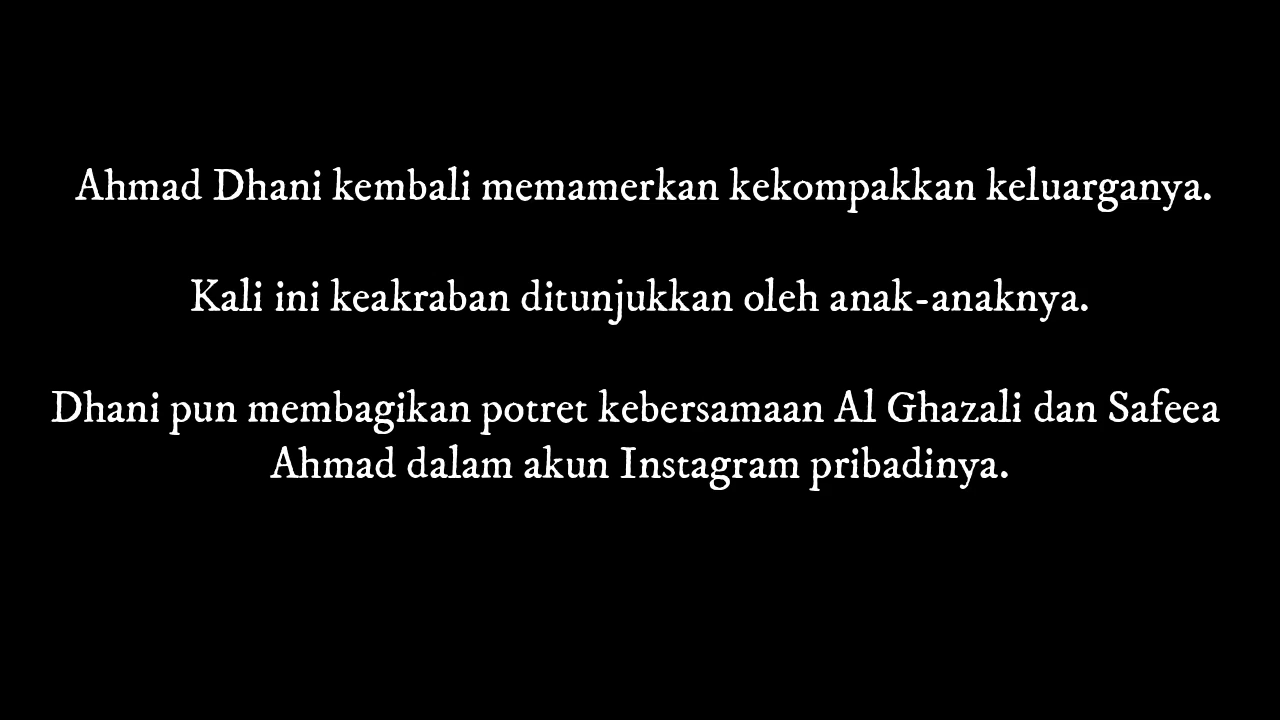 Ahmad Dhani kembali memamerkan kekompakkan keluarganya.
Kali ini keakraban ditunjukkan oleh anak-anaknya.
Dhani pun membagikan potret kebersamaan Al Ghazali dan Safeea
Ahmad dalam akun Instagram pribadinya.